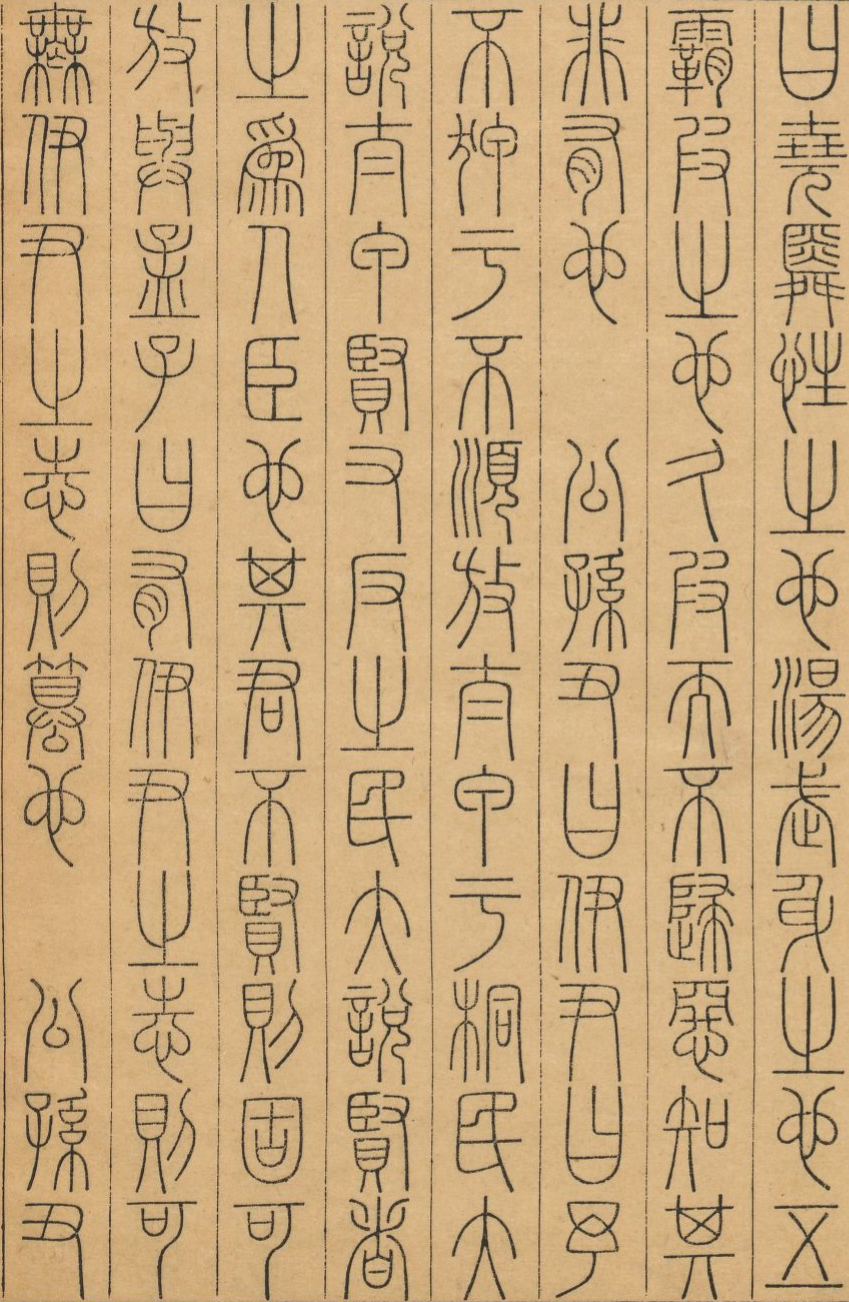 曰堯舜性之也湯武身之也五
霸叚之也久叚而不歸惡知其
非有也 公孫丑曰伊尹曰予
不狎于不順放太甲于桐民大
說太甲賢又反之民大說賢者
之為人臣也其君不賢則固可
放與孟子曰有伊尹之志則可
無伊尹之志則篡也 公孫丑